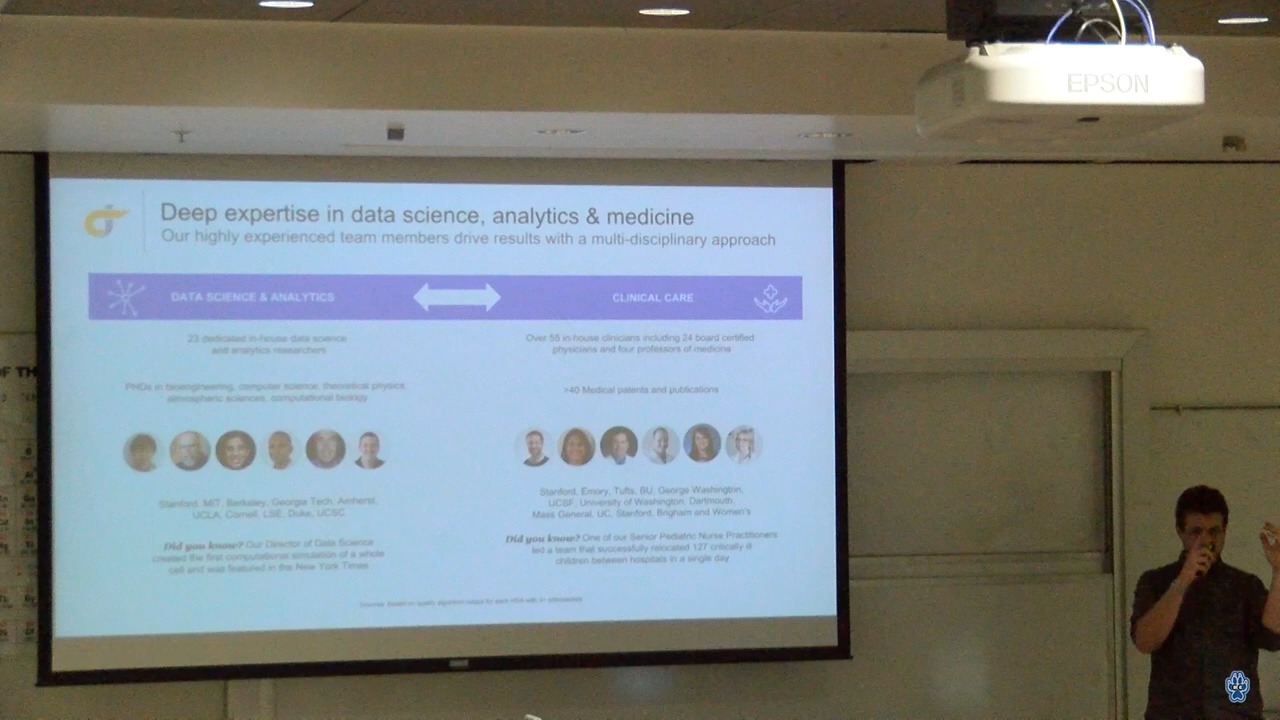 EPSON
Deep expertise in data science, analytics & medicine
Our highly experienced team members drive results with a multi-disciplinary approach
DATA SCIENCE & ANALYTICS
CLINICAL CARE
23 dedicated in-house data science
and analytics researchers
Over 55 in-house clinicians including 24 board certified
physicians and four professors of medicine
PHDs in bioengineering, computer science, theoretical physics,
atmospheric sciences, computational biology
>40 Medical patents and publications
Stanford, MIT, Berkeley, Georgia Tech, Amherst,
UCLA, Cornell, LSE, Duke, UCSC
Stanford, Emory, Tufts, BU, George Washington,
UCSF, University of Washington, Dartmouth,
Mass General, UC, Stanford, Brigham and Women's
Did you know? Our Director of Data Science
created the first computational simulation of a whole
cell and was featured in the New York Times
Did you know? One of our Senior Pediatric Nurse Practitioners
led a team that successfully relocated 127 critically ill
children between hospitals in a single day
OF TH